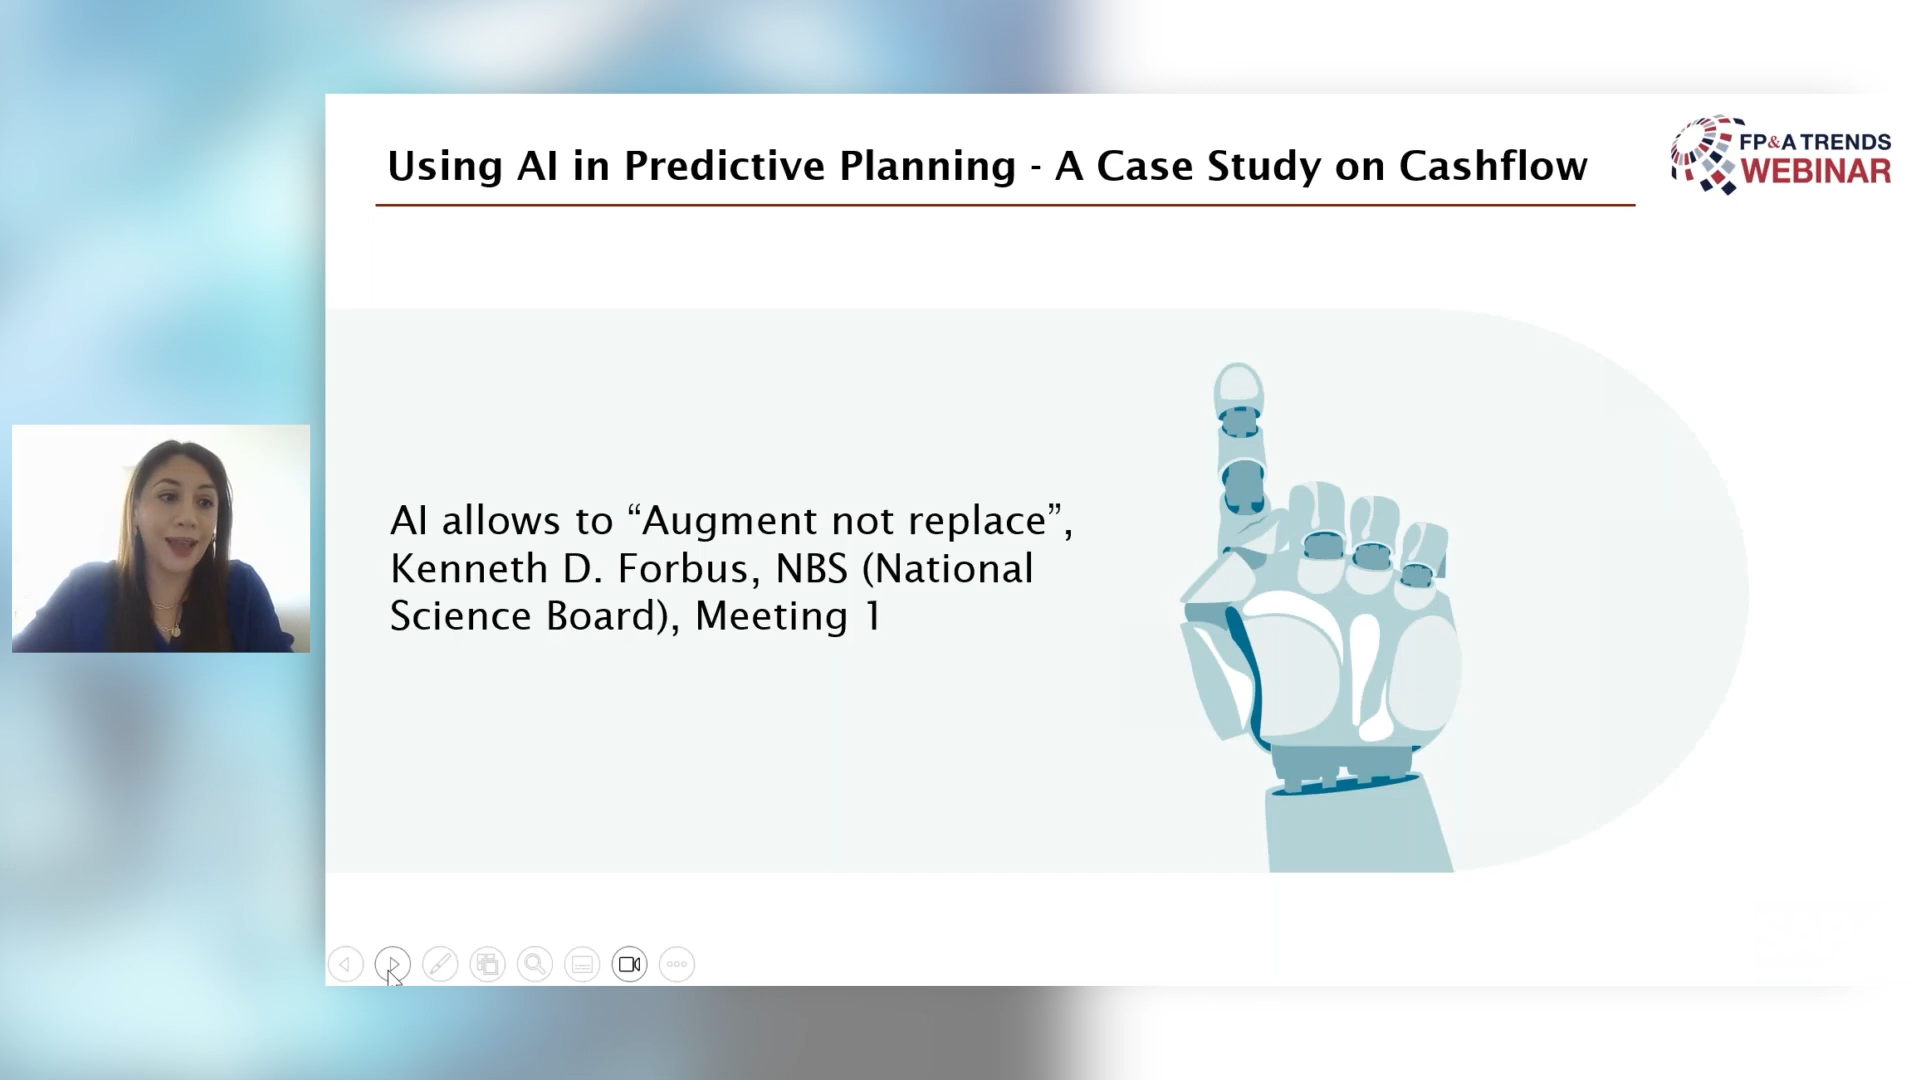 Using AI in Predictive Planning - A Case Study on Cashflow
FP&A TRENDS
WEBINAR
AI allows to “Augment not replace”,
Kenneth D. Forbus, NBS (National
Science Board), Meeting 1